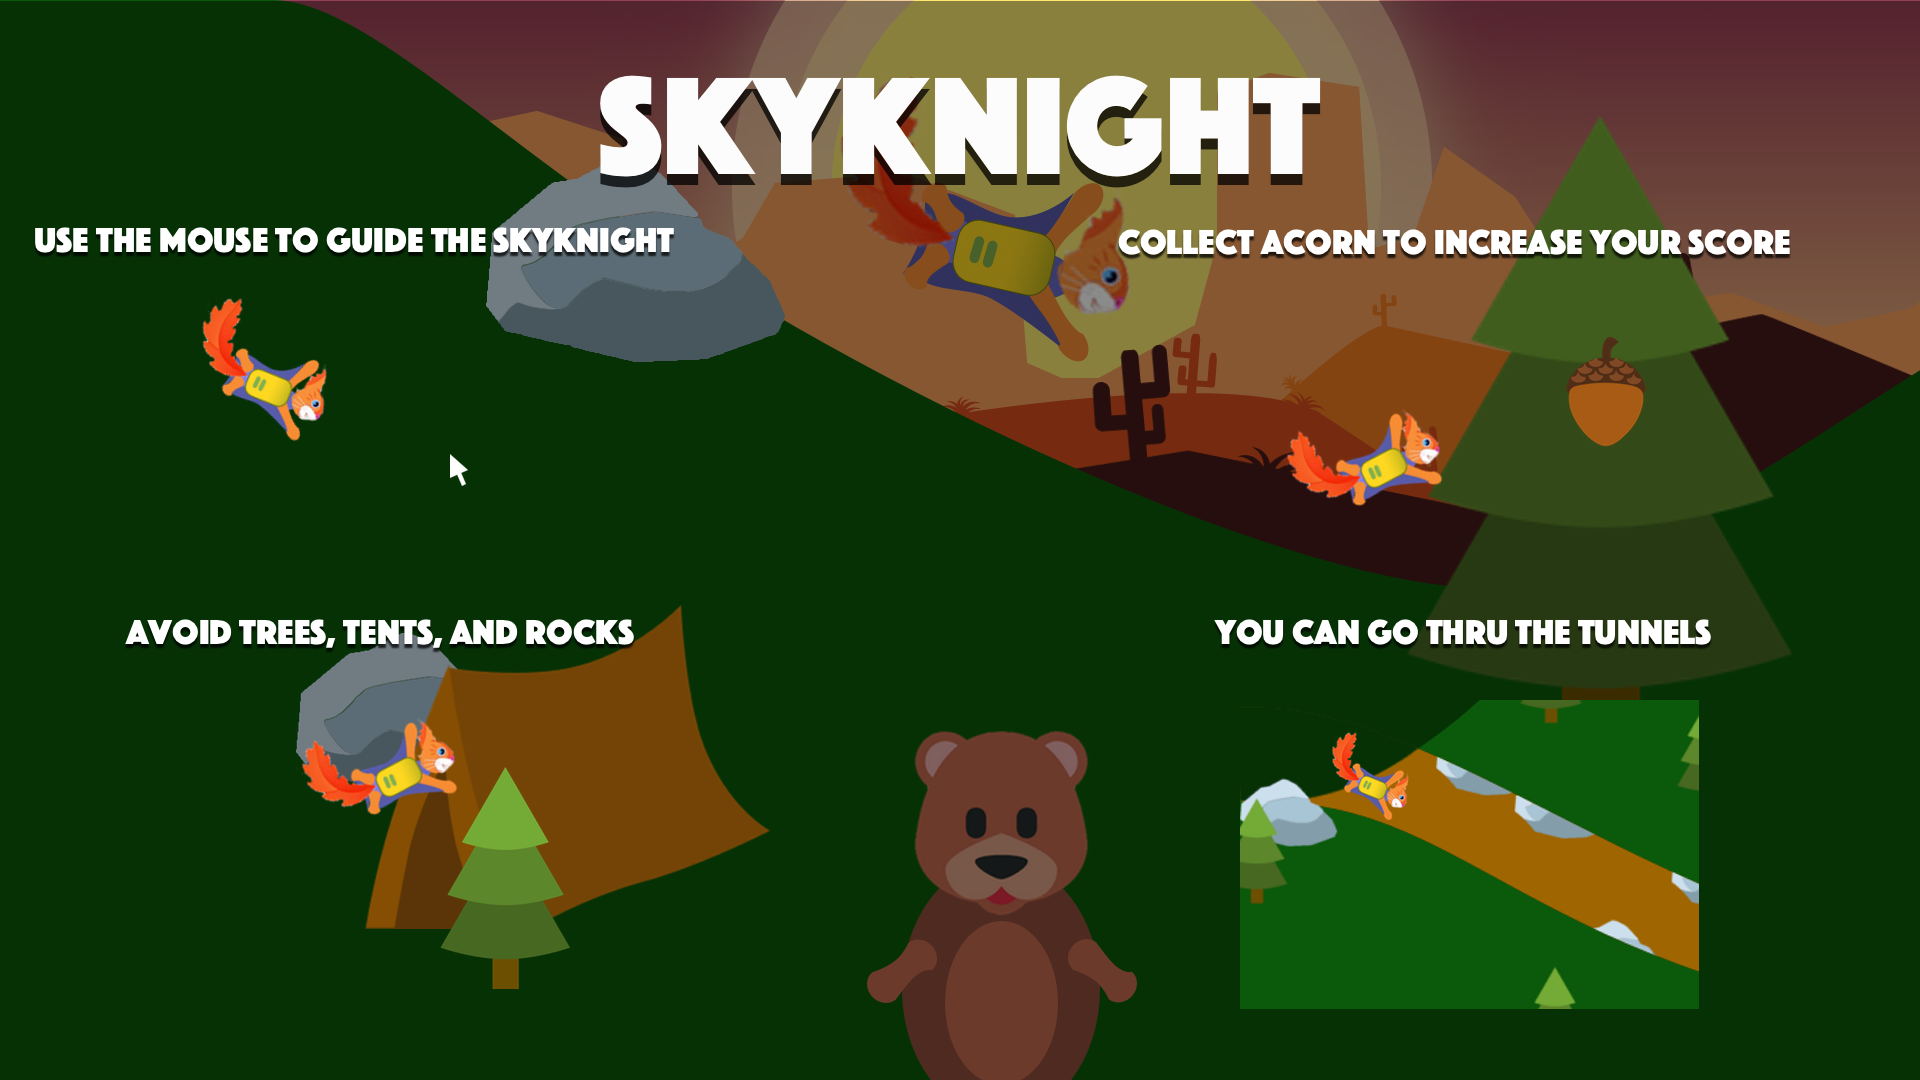 SKYKNIGHT
USE THE MOUSE TO GUIDE THE SKYKNIGHT
COLLECT ACORN TO INCREASE YOUR SCORE
AVOID TREES, TENTS, AND ROCKS
YOU CAN GO THRU THE TUNNELS